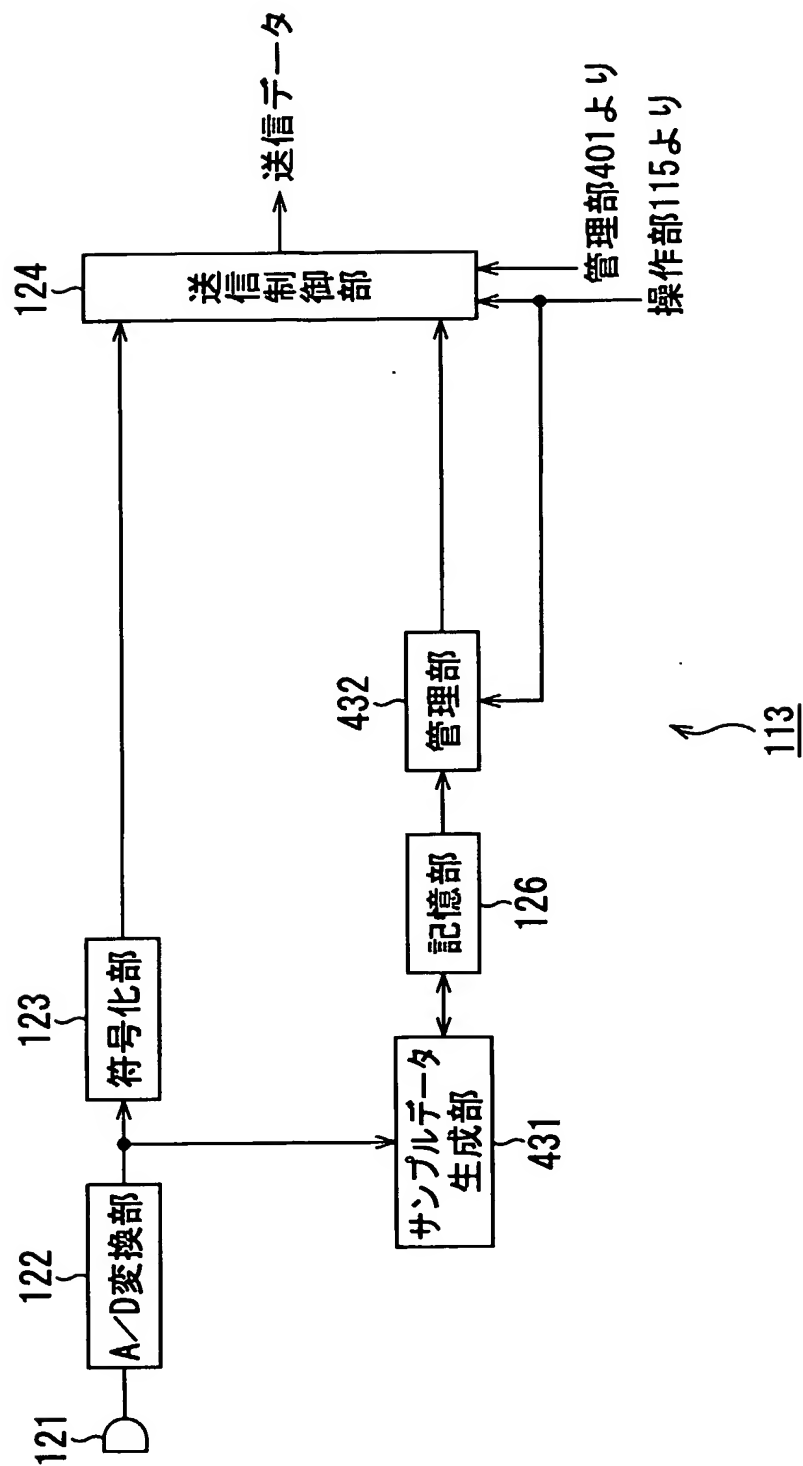 121
122
A/D変換部
123
符号化部
124
送信制御部
送信データ
サンプルデータ
生成部
431
記憶部
126
432
管理部
管理部401より
操作部115より
113